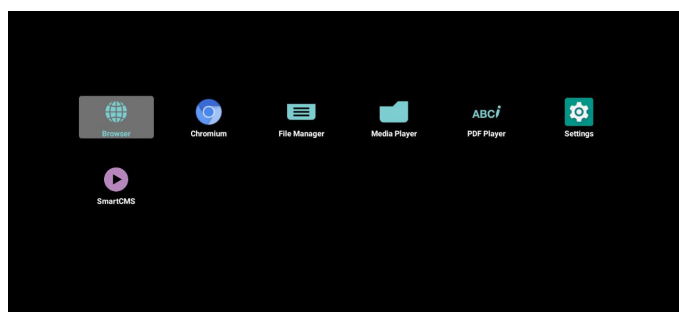 Browser
Chromium
File Manager
Media Player
ABCi
PDF Player
Settings
SmartCMS